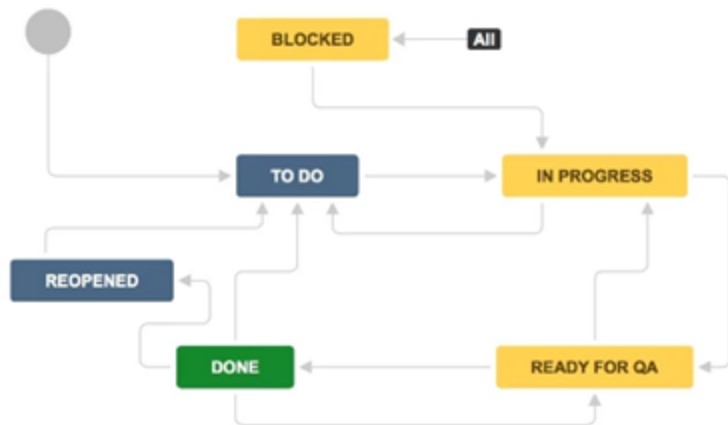 BLOCKED
All
TO DO
IN PROGRESS
REOPENED
DONE
READY FOR QA